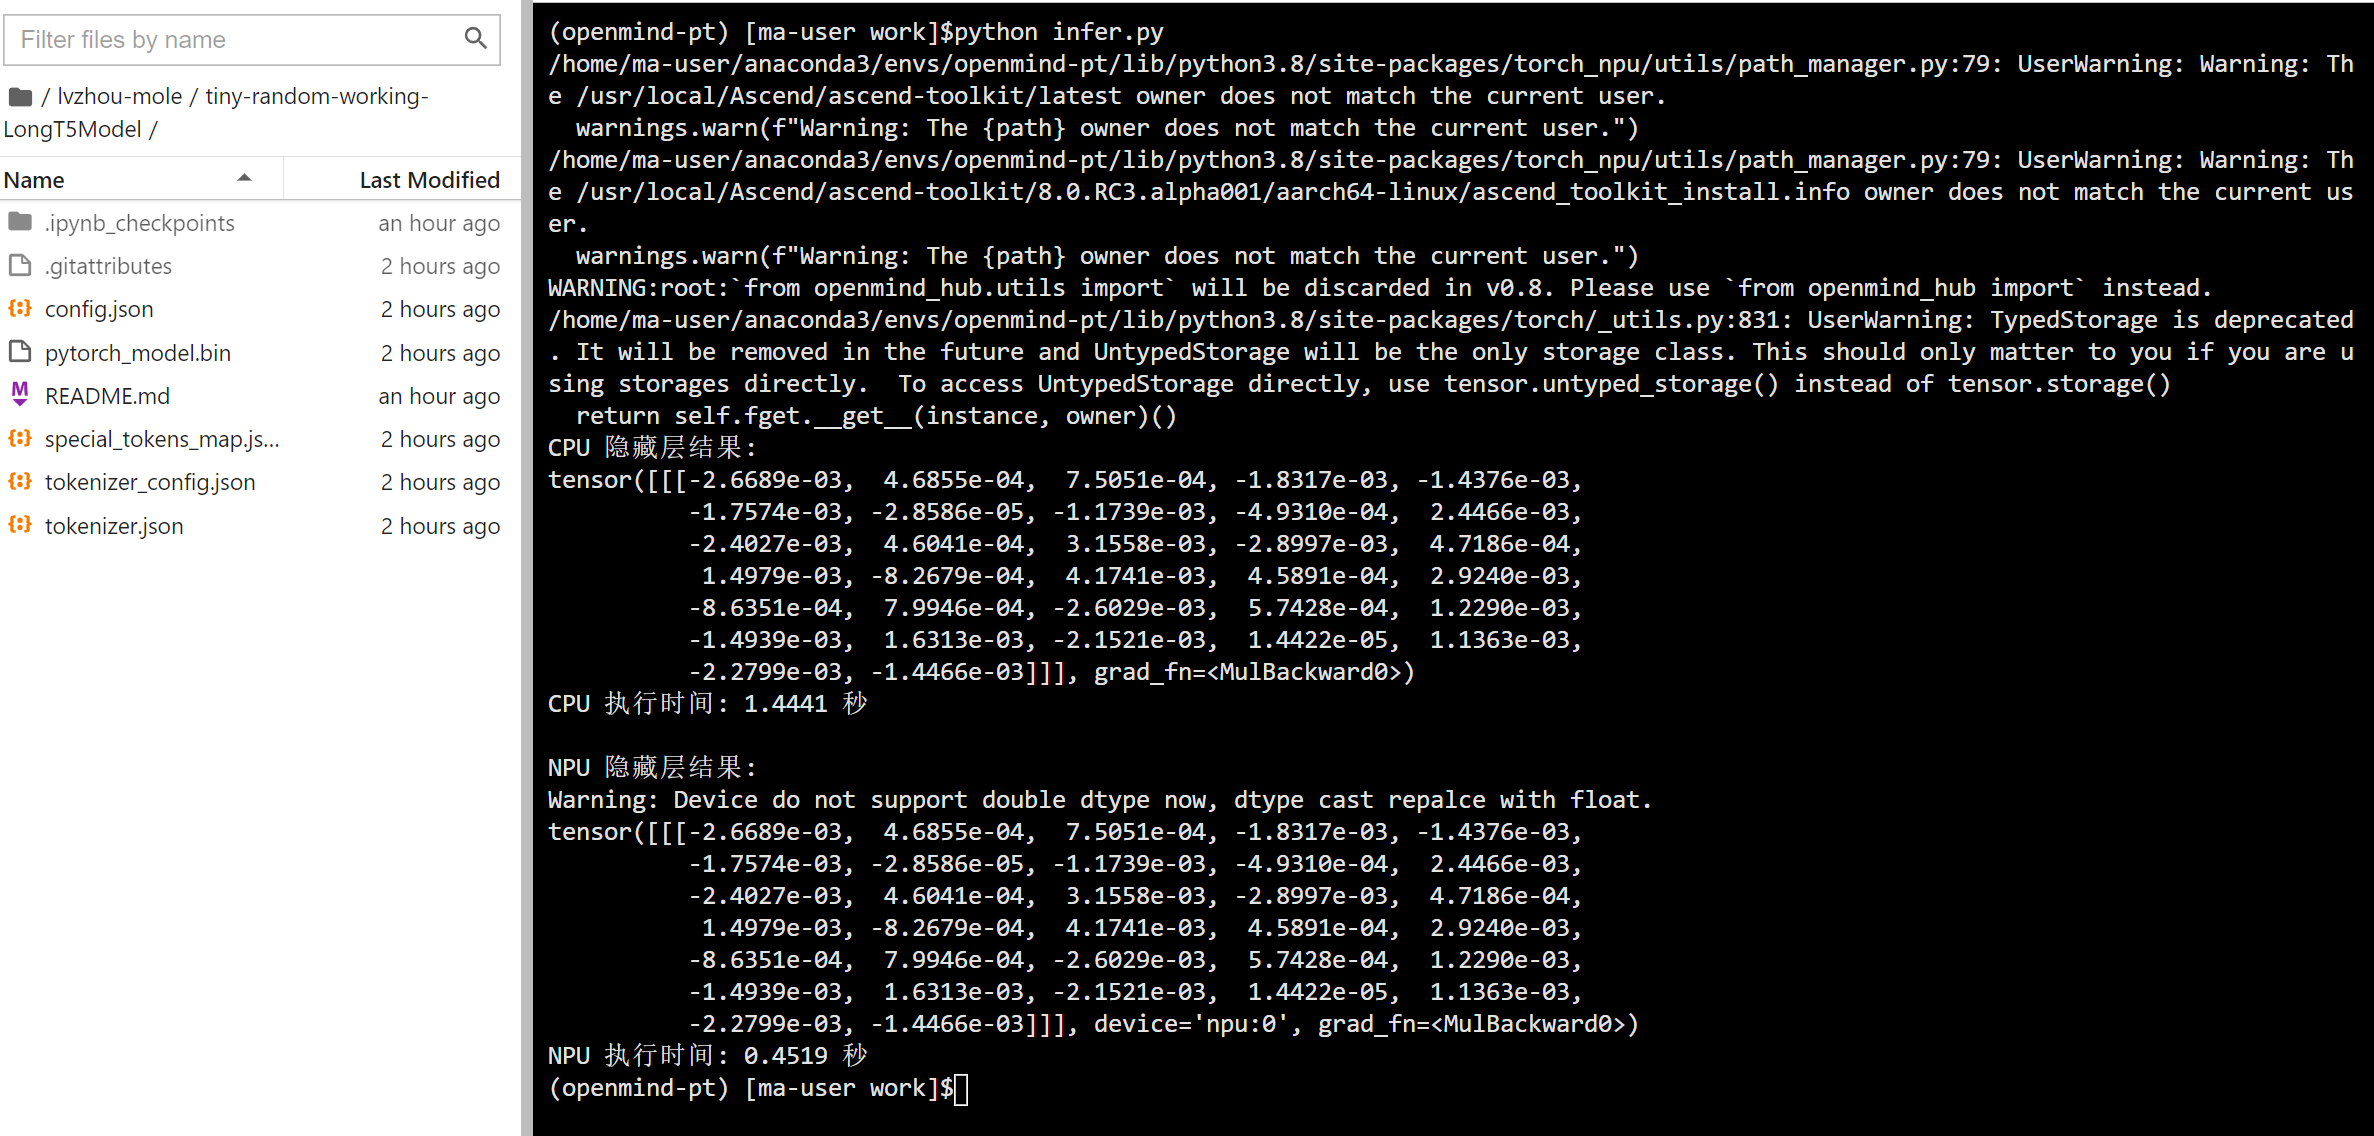 Filter files by name
/ lvzhou-mole / tiny-random-working-
LongT5Model /
Name Last Modified
.ipynb_checkpoints an hour ago
.gitattributes 2 hours ago
config.json 2 hours ago
pytorch_model.bin 2 hours ago
README.md an hour ago
special_tokens_map.js... 2 hours ago
tokenizer_config.json 2 hours ago
tokenizer.json 2 hours ago
(openmind-pt) [ma-user work]$python infer.py
/home/ma-user/anaconda3/envs/openmind-pt/lib/python3.8/site-packages/torch_npu/utils/path_manager.py:79: UserWarning: Warning: Th
e /usr/local/Ascend/ascend-toolkit/latest owner does not match the current user.
  warnings.warn(f"Warning: The {path} owner does not match the current user.")
/home/ma-user/anaconda3/envs/openmind-pt/lib/python3.8/site-packages/torch_npu/utils/path_manager.py:79: UserWarning: Warning: Th
e /usr/local/Ascend/ascend-toolkit/8.0.RC3.alpha001/aarch64-linux/ascend_toolkit_install.info owner does not match the current us
er.
  warnings.warn(f"Warning: The {path} owner does not match the current user.")
WARNING:root:`from openmind_hub.utils import` will be discarded in v0.8. Please use `from openmind_hub import` instead.
/home/ma-user/anaconda3/envs/openmind-pt/lib/python3.8/site-packages/torch/_utils.py:831: UserWarning: TypedStorage is deprecated
. It will be removed in the future and UntypedStorage will be the only storage class. This should only matter to you if you are u
sing storages directly.  To access UntypedStorage directly, use tensor.untyped_storage() instead of tensor.storage()
  return self.fget.__get__(instance, owner)()
CPU 隐藏层结果:
tensor([[[-2.6689e-03,  4.6855e-04,  7.5051e-04, -1.8317e-03, -1.4376e-03,
          -1.7574e-03, -2.8586e-05, -1.1739e-03, -4.9310e-04,  2.4466e-03,
          -2.4027e-03,  4.6041e-04,  3.1558e-03, -2.8997e-03,  4.7186e-04,
           1.4979e-03, -8.2679e-04,  4.1741e-03,  4.5891e-04,  2.9240e-03,
          -8.6351e-04,  7.9946e-04, -2.6029e-03,  5.7428e-04,  1.2290e-03,
          -1.4939e-03,  1.6313e-03, -2.1521e-03,  1.4422e-05,  1.1363e-03,
          -2.2799e-03, -1.4466e-03]]], grad_fn=<MulBackward0>)
CPU 执行时间: 1.4441 秒
NPU 隐藏层结果:
Warning: Device do not support double dtype now, dtype cast repalce with float.
tensor([[[-2.6689e-03,  4.6855e-04,  7.5051e-04, -1.8317e-03, -1.4376e-03,
          -1.7574e-03, -2.8586e-05, -1.1739e-03, -4.9310e-04,  2.4466e-03,
          -2.4027e-03,  4.6041e-04,  3.1558e-03, -2.8997e-03,  4.7186e-04,
           1.4979e-03, -8.2679e-04,  4.1741e-03,  4.5891e-04,  2.9240e-03,
          -8.6351e-04,  7.9946e-04, -2.6029e-03,  5.7428e-04,  1.2290e-03,
          -1.4939e-03,  1.6313e-03, -2.1521e-03,  1.4422e-05,  1.1363e-03,
          -2.2799e-03, -1.4466e-03]]], device='npu:0', grad_fn=<MulBackward0>)
NPU 执行时间: 0.4519 秒
(openmind-pt) [ma-user work]$